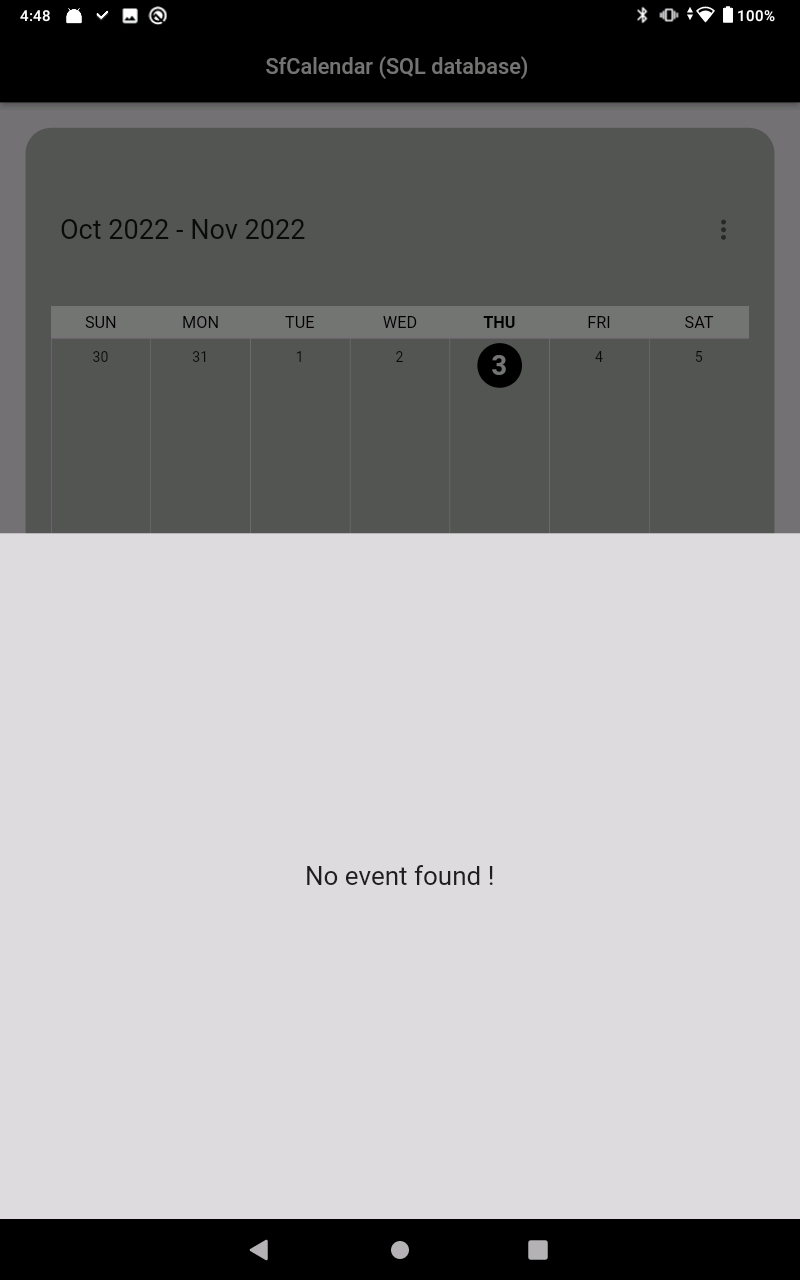 4:48 100%
SfCalendar (SQL database)
Oct 2022 - Nov 2022
SUN MON TUE WED THU FRI SAT
30 31 1 2 3 4 5
No event found !